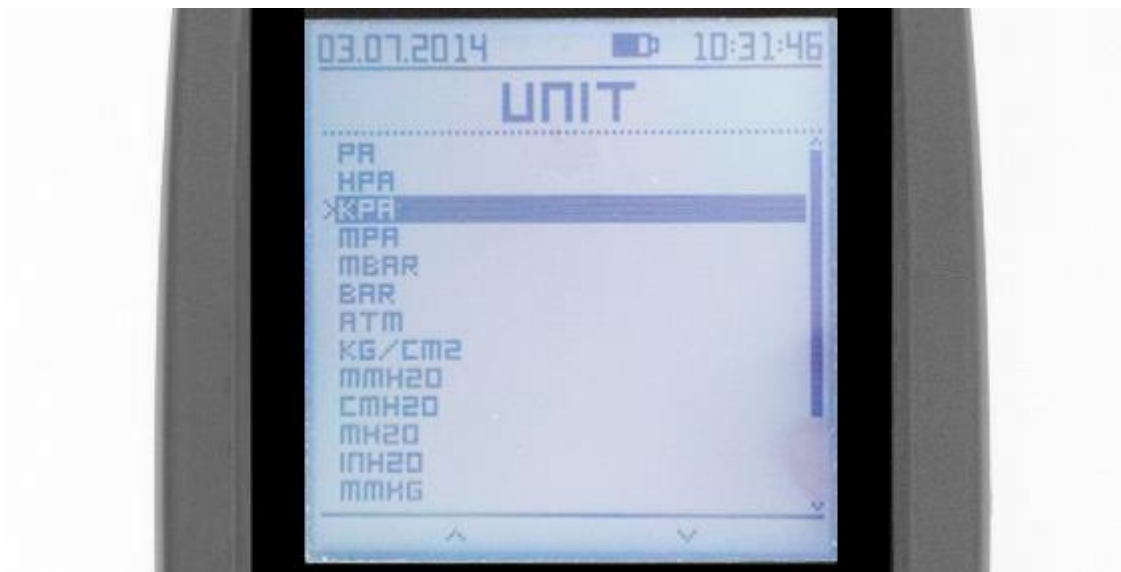 03.07.2014 10:31:46
UNIT
PA
HPA
>KPA
MPA
MBAR
BAR
ATM
KG/CM2
MMH2O
CMH2O
MH2O
INH2O
MMHG